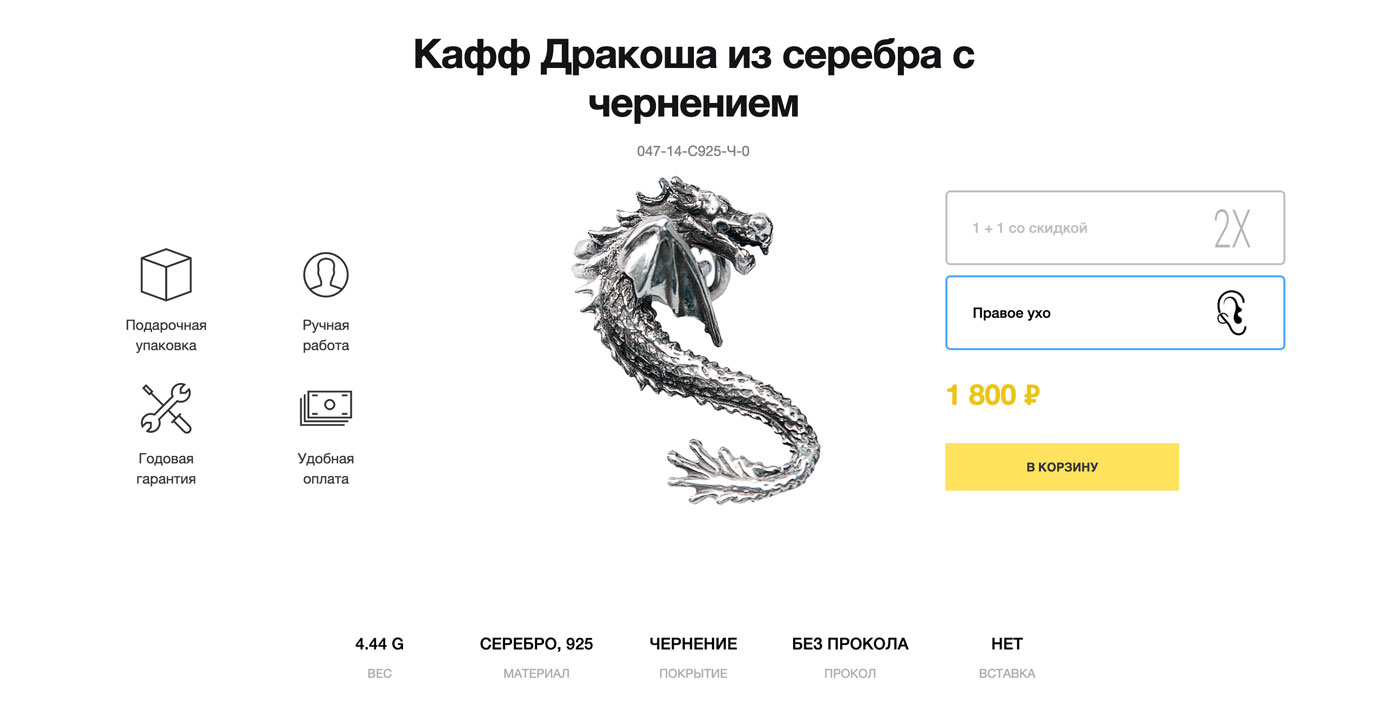 Кафф Дракоша из серебра с
чернением
047-14-С925-Ч-0
Подарочная
упаковка
Ручная
работа
Годовая
гарантия
Удобная
оплата
1 + 1 со скидкой
2X
Правое ухо
1 800 ₽
В КОРЗИНУ
4.44 G
ВЕС
СЕРЕБРО, 925
МАТЕРИАЛ
ЧЕРНЕНИЕ
ПОКРЫТИЕ
БЕЗ ПРОКОЛА
ПРОКОЛ
НЕТ
ВСТАВКА